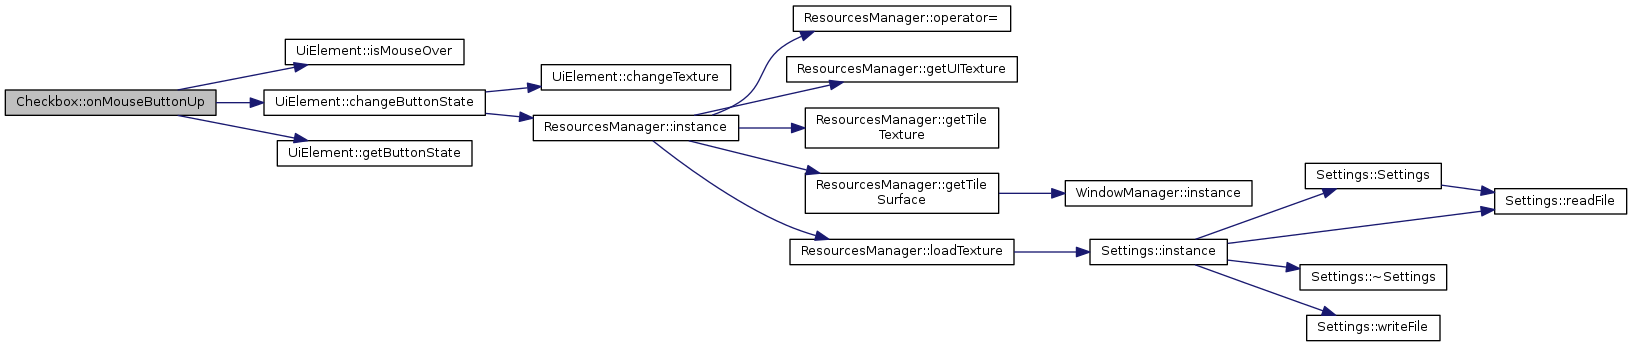 Checkbox::onMouseButtonUp
UiElement::isMouseOver
UiElement::changeButtonState
UiElement::getButtonState
UiElement::changeTexture
ResourcesManager::instance
ResourcesManager::operator=
ResourcesManager::getUITexture
ResourcesManager::getTile
Texture
ResourcesManager::getTile
Surface
ResourcesManager::loadTexture
WindowManager::instance
Settings::instance
Settings::Settings
Settings::~Settings
Settings::writeFile
Settings::readFile